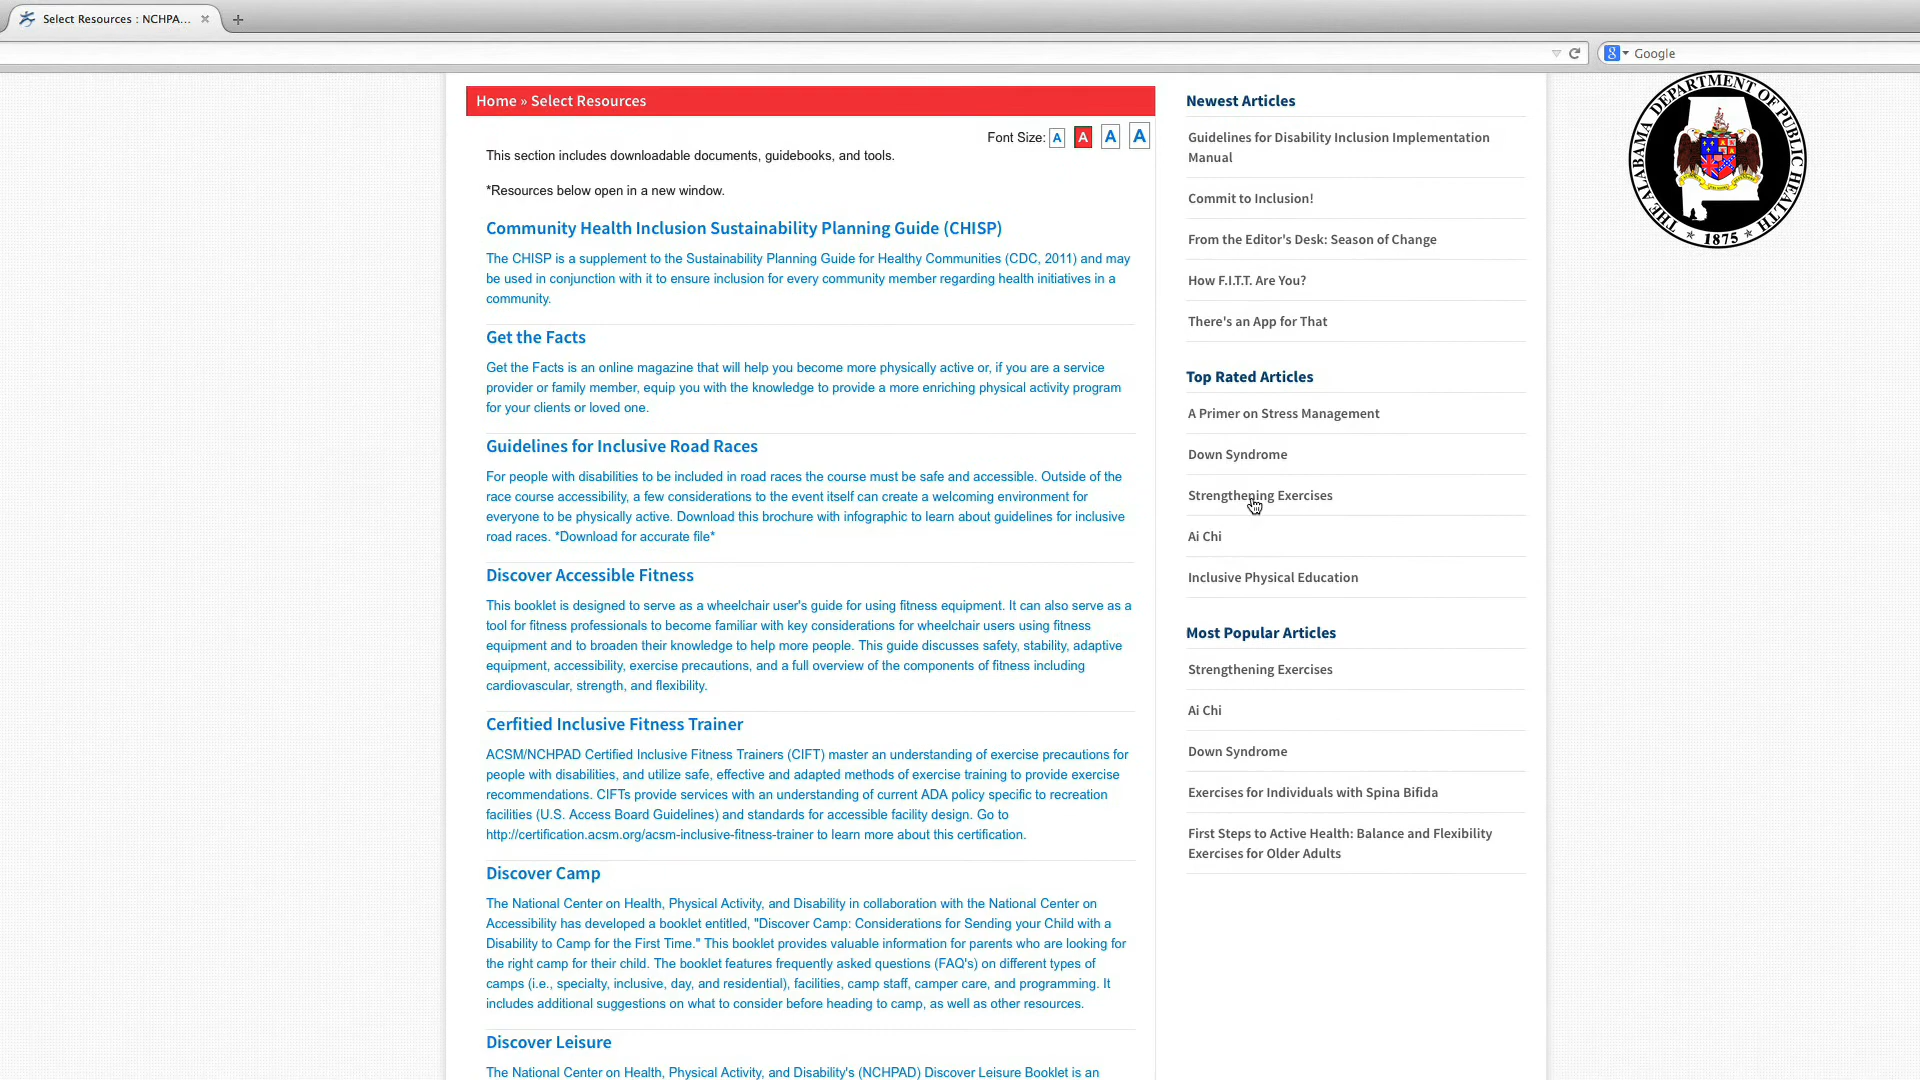 Select Resources : NCHPA...
Google
Home » Select Resources
Font Size: A A A A
This section includes downloadable documents, guidebooks, and tools.
*Resources below open in a new window.
Community Health Inclusion Sustainability Planning Guide (CHISP)
The CHISP is a supplement to the Sustainability Planning Guide for Healthy Communities (CDC, 2011) and may
be used in conjunction with it to ensure inclusion for every community member regarding health initiatives in a
community.
Get the Facts
Get the Facts is an online magazine that will help you become more physically active or, if you are a service
provider or family member, equip you with the knowledge to provide a more enriching physical activity program
for your clients or loved one.
Guidelines for Inclusive Road Races
For people with disabilities to be included in road races the course must be safe and accessible. Outside of the
race course accessibility, a few considerations to the event itself can create a welcoming environment for
everyone to be physically active. Download this brochure with infographic to learn about guidelines for inclusive
road races. *Download for accurate file*
Discover Accessible Fitness
This booklet is designed to serve as a wheelchair user's guide for using fitness equipment. It can also serve as a
tool for fitness professionals to become familiar with key considerations for wheelchair users using fitness
equipment and to broaden their knowledge to help more people. This guide discusses safety, stability, adaptive
equipment, accessibility, exercise precautions, and a full overview of the components of fitness including
cardiovascular, strength, and flexibility.
Cerfitied Inclusive Fitness Trainer
ACSM/NCHPAD Certified Inclusive Fitness Trainers (CIFT) master an understanding of exercise precautions for
people with disabilities, and utilize safe, effective and adapted methods of exercise training to provide exercise
recommendations. CIFTs provide services with an understanding of current ADA policy specific to recreation
facilities (U.S. Access Board Guidelines) and standards for accessible facility design. Go to
http://certification.acsm.org/acsm-inclusive-fitness-trainer to learn more about this certification.
Discover Camp
The National Center on Health, Physical Activity, and Disability in collaboration with the National Center on
Accessibility has developed a booklet entitled, "Discover Camp: Considerations for Sending your Child with a
Disability to Camp for the First Time." This booklet provides valuable information for parents who are looking for
the right camp for their child. The booklet features frequently asked questions (FAQ's) on different types of
camps (i.e., specialty, inclusive, day, and residential), facilities, camp staff, camper care, and programming. It
includes additional suggestions on what to consider before heading to camp, as well as other resources.
Discover Leisure
The National Center on Health, Physical Activity, and Disability's (NCHPAD) Discover Leisure Booklet is an
Newest Articles
Guidelines for Disability Inclusion Implementation
Manual
Commit to Inclusion!
From the Editor's Desk: Season of Change
How F.I.T.T. Are You?
There's an App for That
Top Rated Articles
A Primer on Stress Management
Down Syndrome
Strengthening Exercises
Ai Chi
Inclusive Physical Education
Most Popular Articles
Strengthening Exercises
Ai Chi
Down Syndrome
Exercises for Individuals with Spina Bifida
First Steps to Active Health: Balance and Flexibility
Exercises for Older Adults
THE ALABAMA DEPARTMENT OF PUBLIC HEALTH
* 1875 *